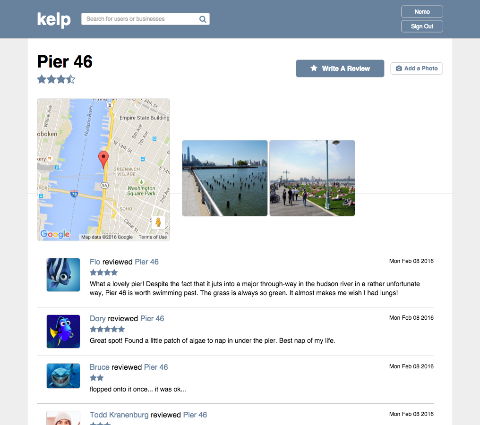 kelp
Search for users or businesses
Nemo
Sign Out
Pier 46
Write A Review
Add a Photo
Hoboken
Empire State Building
GREENWICH
VILLAGE
Washington
Square Park
Google
Map data ©2016 Google
Terms of Use
Flo reviewed Pier 46
Mon Feb 08 2016
What a lovely pier! Despite the fact that it juts into a major through-way in the hudson river in a rather unfortunate
way, Pier 46 is worth swimming past. The grass is always so green. It almost makes me wish I had lungs!
Dory reviewed Pier 46
Mon Feb 08 2016
Great spot! Found a little patch of algae to nap in under the pier. Best nap of my life.
Bruce reviewed Pier 46
Mon Feb 08 2016
flopped onto it once... it was ok...
Todd Kranenburg reviewed Pier 46
Mon Feb 08 2016